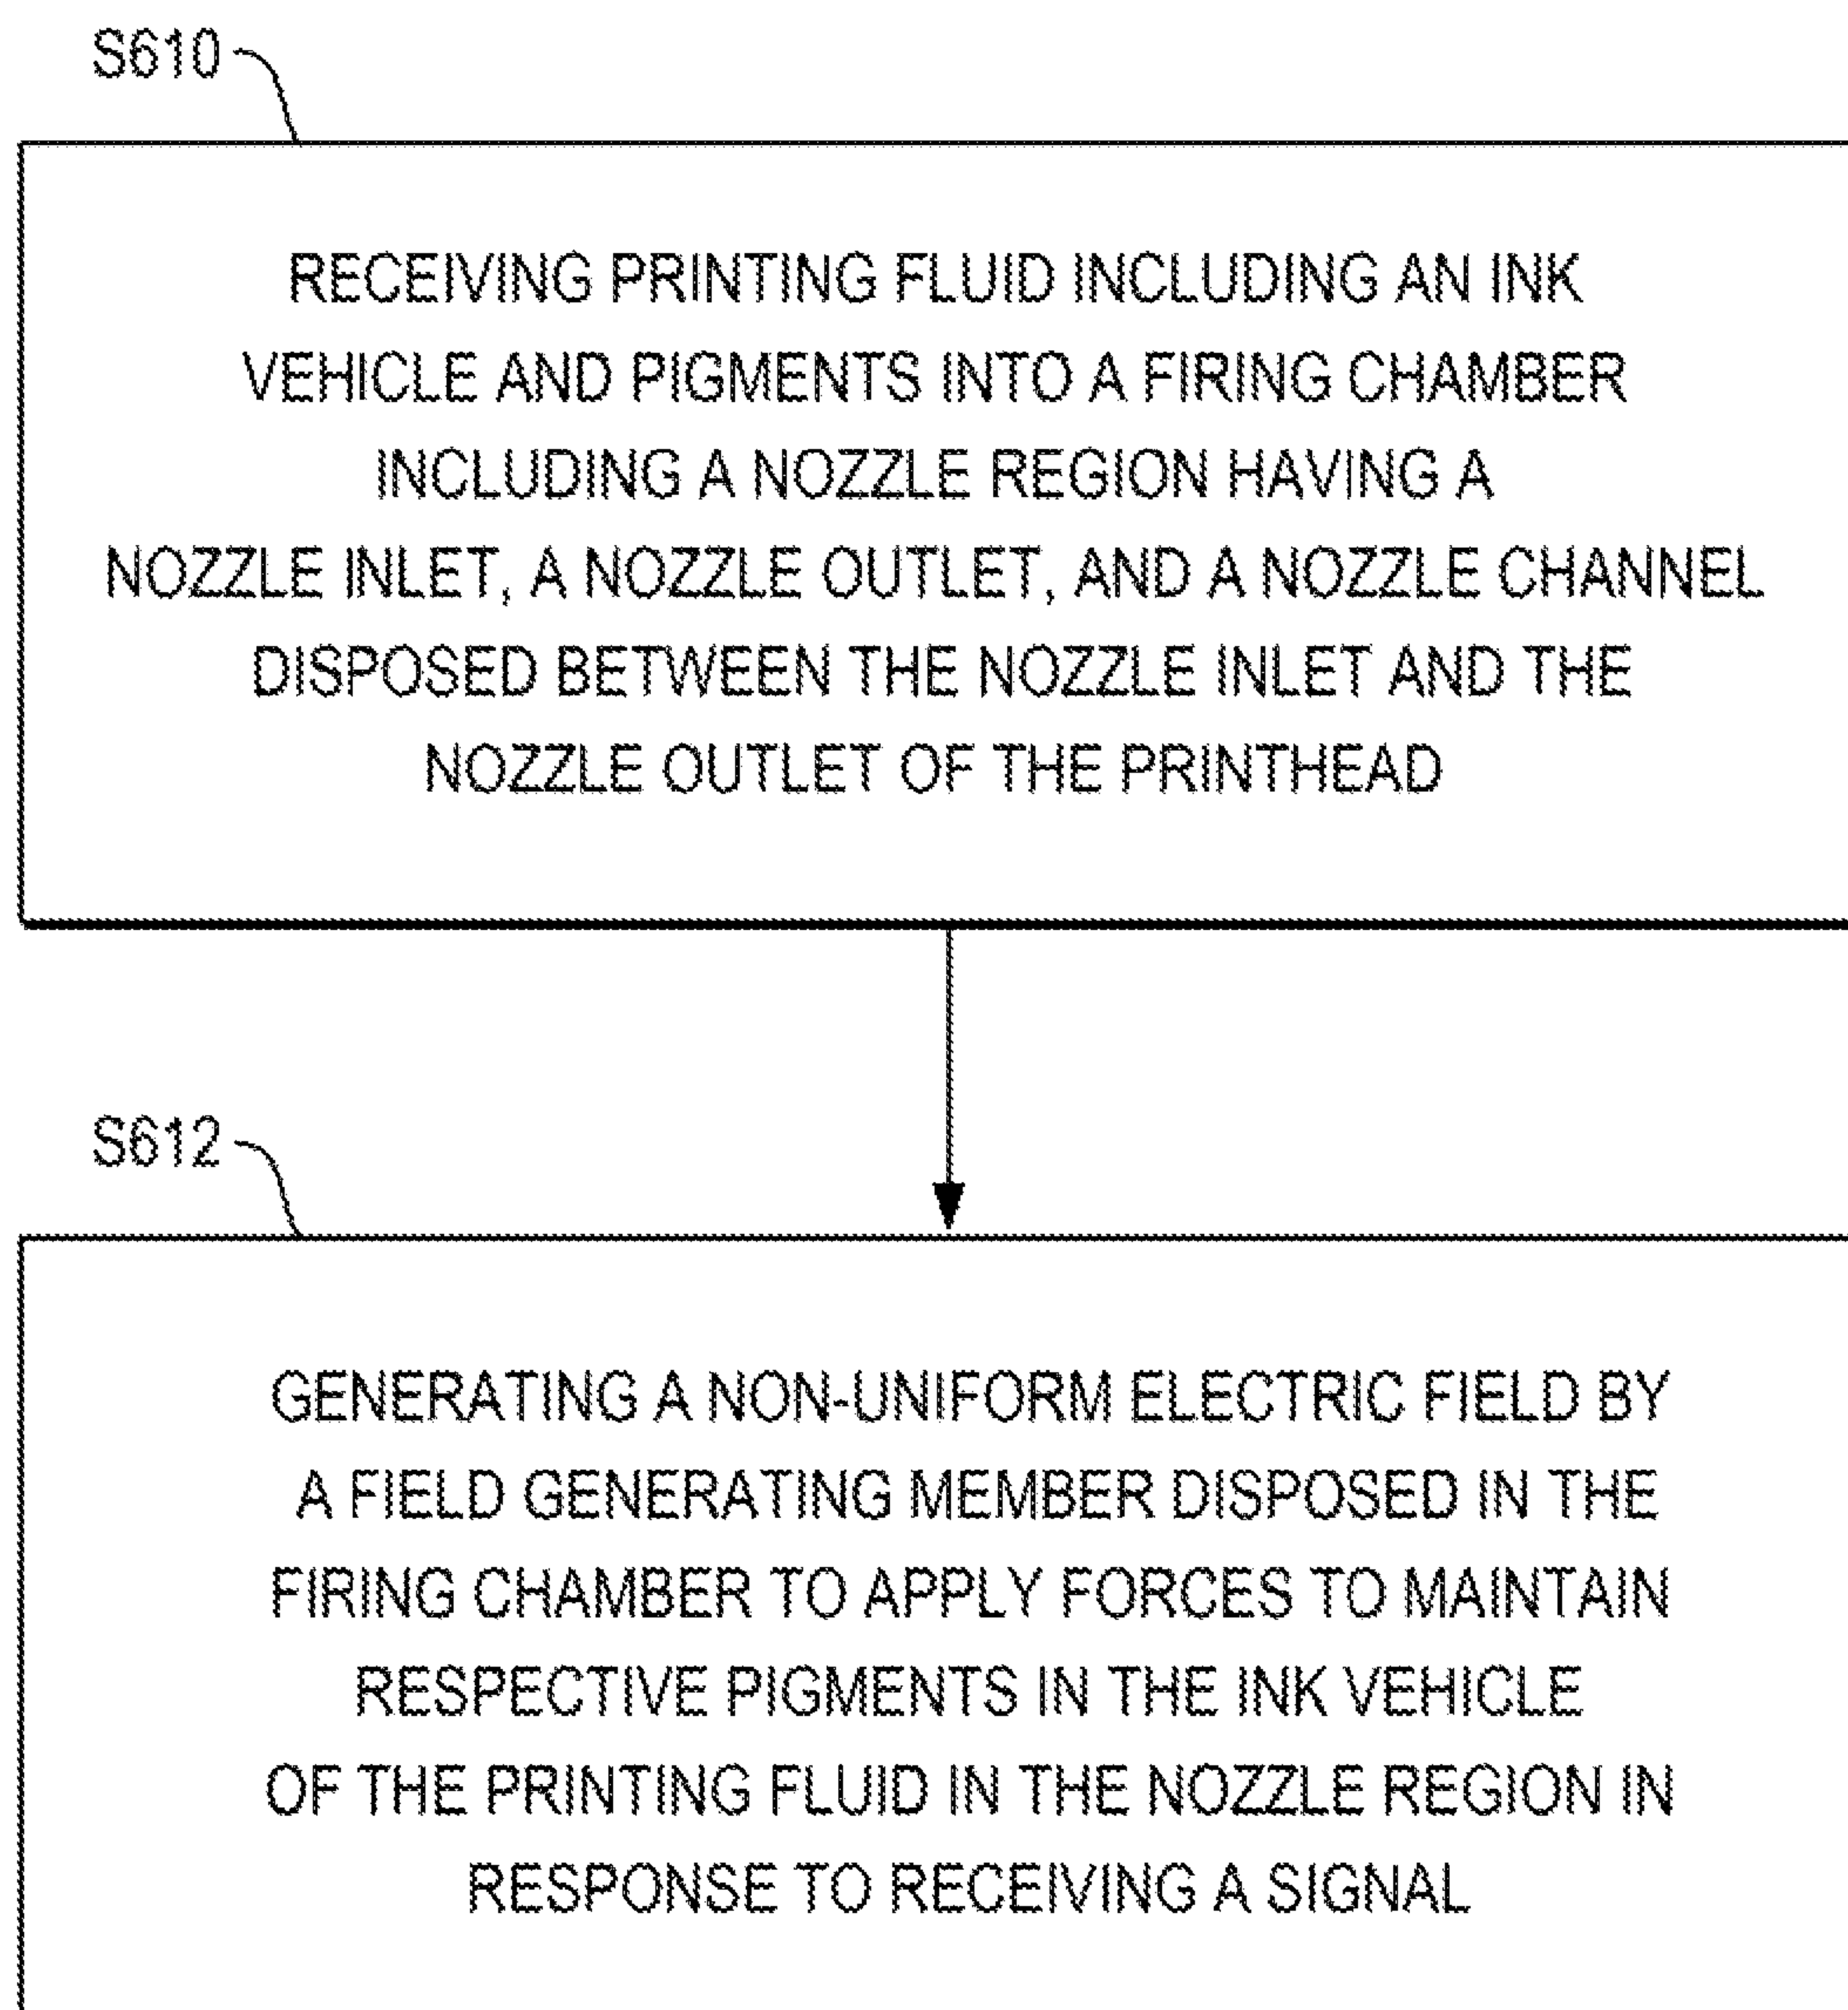 S610
RECEIVING PRINTING FLUID INCLUDING AN INK
VEHICLE AND PIGMENTS INTO A FIRING CHAMBER
INCLUDING A NOZZLE REGION HAVING A
NOZZLE INLET, A NOZZLE OUTLET, AND A NOZZLE CHANNEL
DISPOSED BETWEEN THE NOZZLE INLET AND THE
NOZZLE OUTLET OF THE PRINTHEAD
S612
GENERATING A NON-UNIFORM ELECTRIC FIELD BY
A FIELD GENERATING MEMBER DISPOSED IN THE
FIRING CHAMBER TO APPLY FORCES TO MAINTAIN
RESPECTIVE PIGMENTS IN THE INK VEHICLE
OF THE PRINTING FLUID IN THE NOZZLE REGION IN
RESPONSE TO RECEIVING A SIGNAL